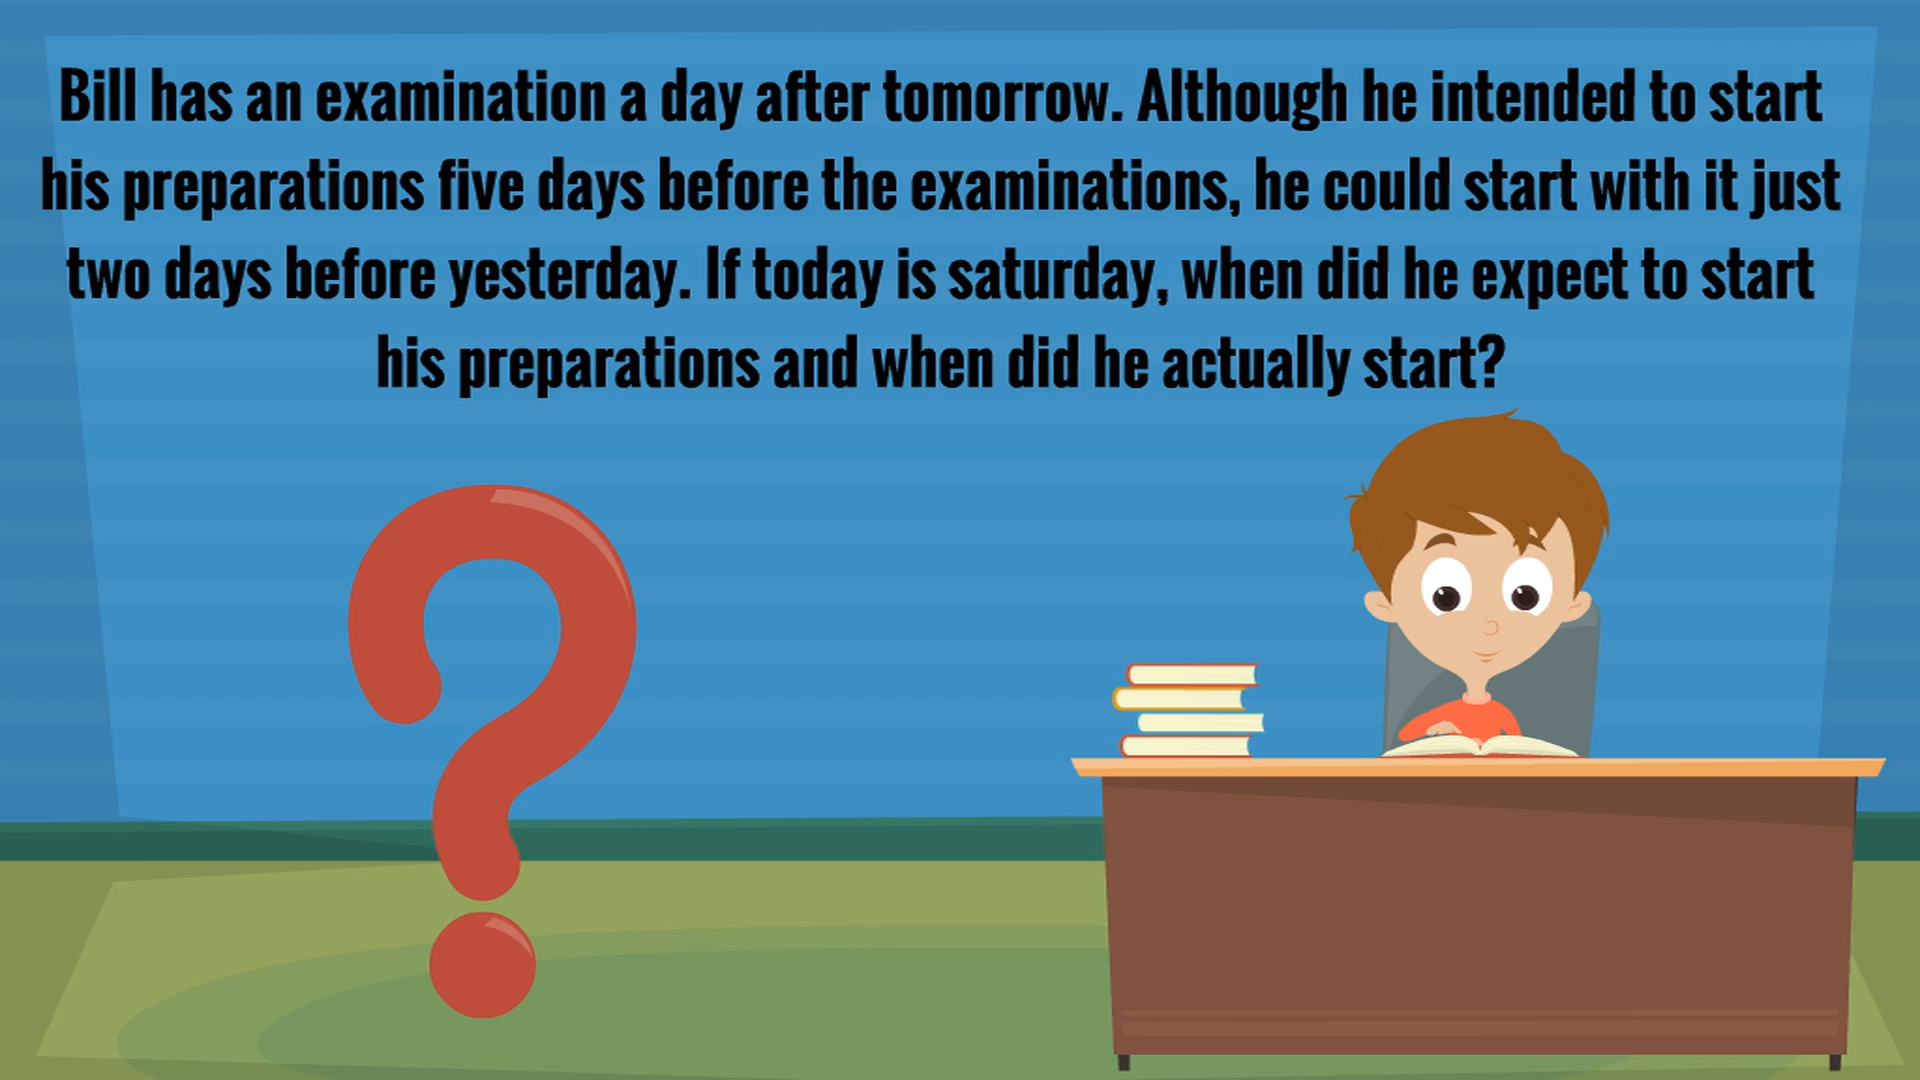 Bill has an examination a day after tomorrow. Although he intended to start
his preparations five days before the examinations, he could start with it just
two days before yesterday. If today is saturday, when did he expect to start
his preparations and when did he actually start?